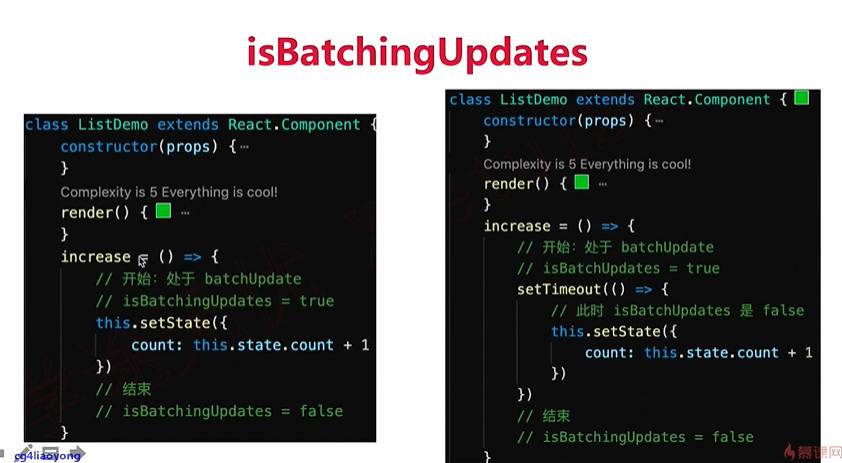 isBatchingUpdates
class ListDemo extends React.Component {
constructor(props) {⋯
}
Complexity is 5 Everything is cool!
render() { ⋯
}
increase = () => {
// 开始：处于 batchUpdate
// isBatchingUpdates = true
this.setState({
count: this.state.count + 1
})
// 结束
// isBatchingUpdates = false
}
class ListDemo extends React.Component {
constructor(props) {⋯
}
Complexity is 5 Everything is cool!
render() { ⋯
}
increase = () => {
// 开始：处于 batchUpdate
// isBatchUpdates = true
setTimeout(() => {
// 此时 isBatchUpdates 是 false
this.setState({
count: this.state.count + 1
})
})
// 结束
// isBatchingUpdates = false
}
cg4liaoyong
慕课网